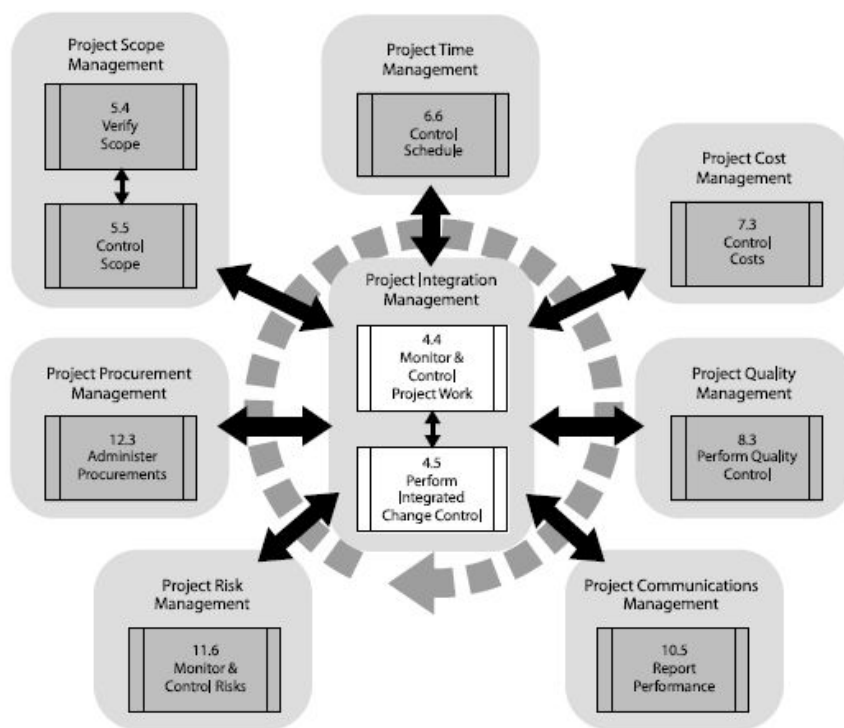 Project Scope
Management
5.4
Verify
Scope
5.5
Control
Scope
Project Time
Management
6.6
Control
Schedule
Project Cost
Management
7.3
Control
Costs
Project Integration
Management
4.4
Monitor &
Control
Project Work
4.5
Perform
Integrated
Change Control
Project Procurement
Management
12.3
Administer
Procurements
Project Quality
Management
8.3
Perform Quality
Control
Project Risk
Management
11.6
Monitor &
Control Risks
Project Communications
Management
10.5
Report
Performance